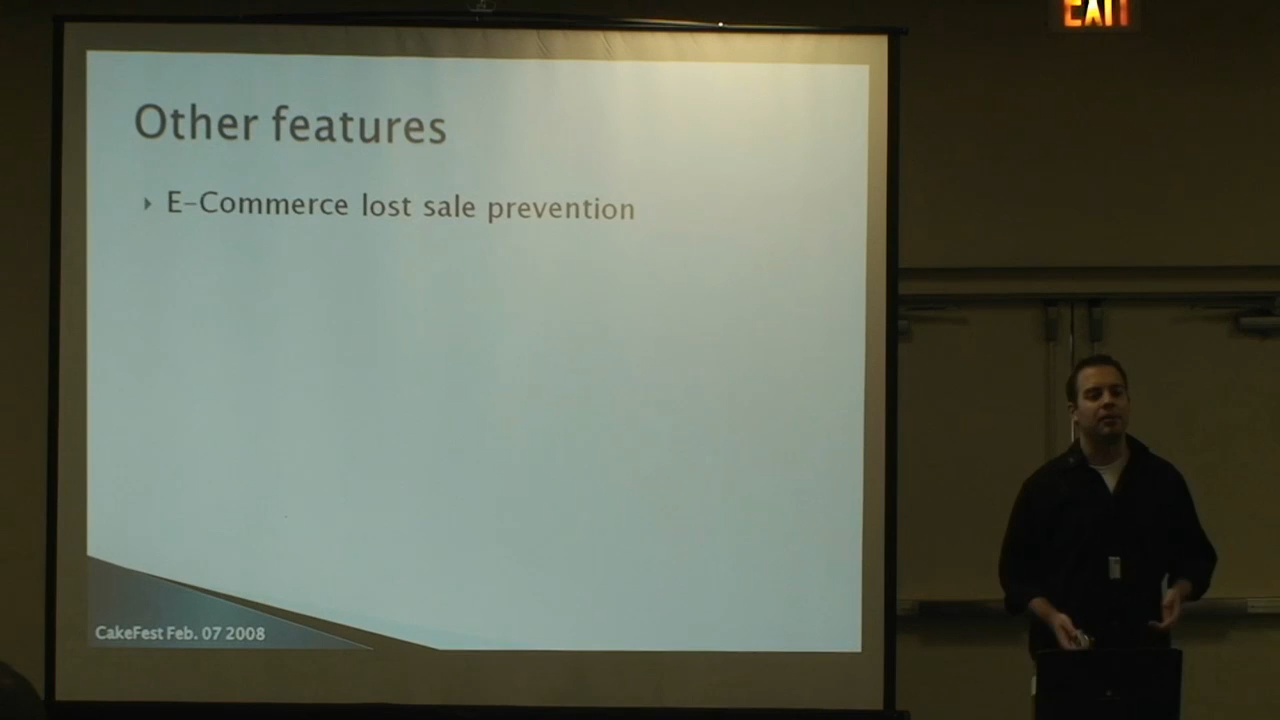 EXIT
Other features
E-Commerce lost sale prevention
CakeFest Feb. 07 2008